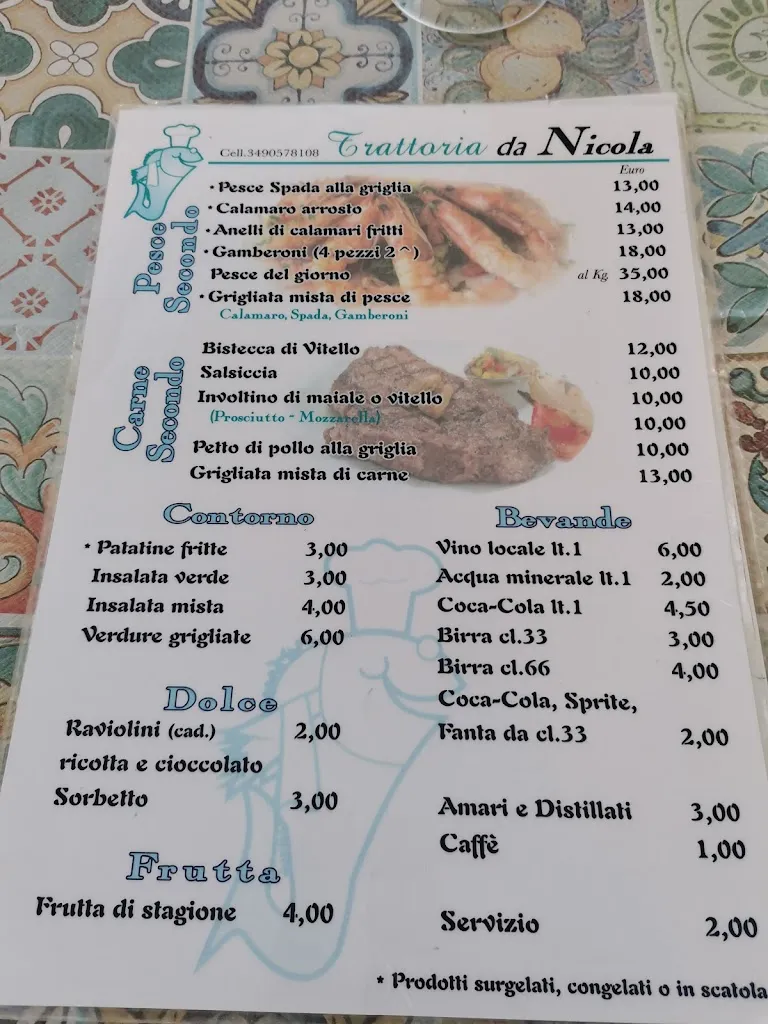 Cell.3490578108 Trattoria da Nicola
Euro
Pesce Secondo
• Pesce Spada alla griglia 13,00
• Calamaro arrosto 14,00
• Anelli di calamari fritti 13,00
• Gamberoni (4 pezzi 2^) 18,00
Pesce del giorno al Kg. 35,00
• Grigliata mista di pesce 18,00
Calamaro, Spada, Gamberoni
Carne Secondo
Bistecca di Vitello 12,00
Salsiccia 10,00
Involtino di maiale o vitello 10,00
(Prosciutto - Mozzarella) 10,00
Petto di pollo alla griglia 10,00
Grigliata mista di carne 13,00
Contorno
* Patatine fritte 3,00
Insalata verde 3,00
Insalata mista 4,00
Verdure grigliate 6,00
Dolce
Raviolini (cad.) 2,00
ricotta e cioccolato
Sorbetto 3,00
Frutta
Frutta di stagione 4,00
Bevande
Vino locale lt.1 6,00
Acqua minerale lt.1 2,00
Coca-Cola lt.1 4,50
Birra cl.33 3,00
Birra cl.66 4,00
Coca-Cola, Sprite,
Fanta da cl.33 2,00
Amari e Distillati 3,00
Caffè 1,00
Servizio 2,00
* Prodotti surgelati, congelati o in scatola